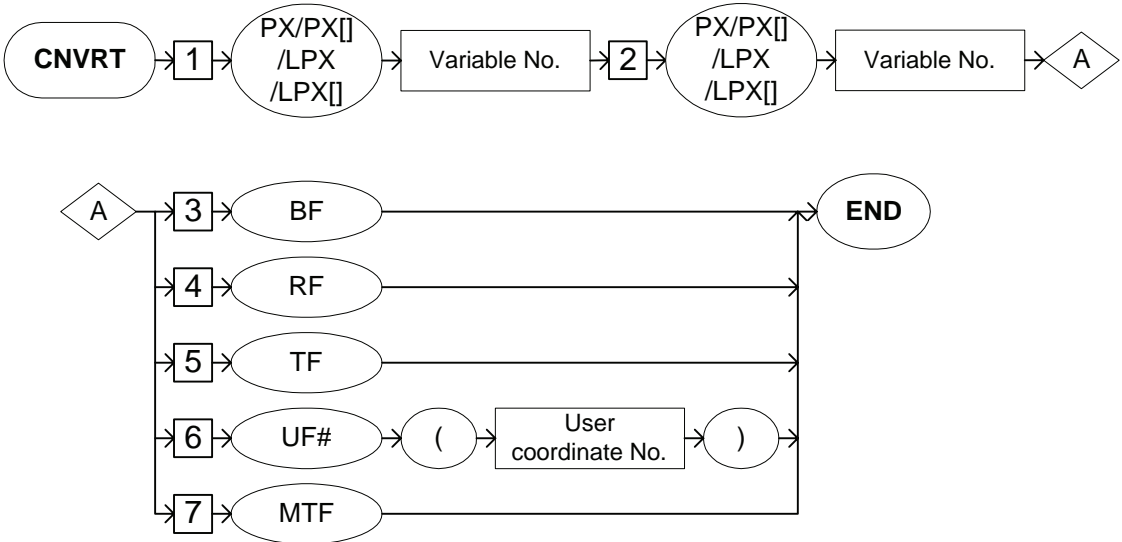 CNVRT 1 PX/PX[] /LPX /LPX[] Variable No. 2 PX/PX[] /LPX /LPX[] Variable No. A
A 3 BF END
4 RF
5 TF
6 UF# ( User coordinate No. )
7 MTF